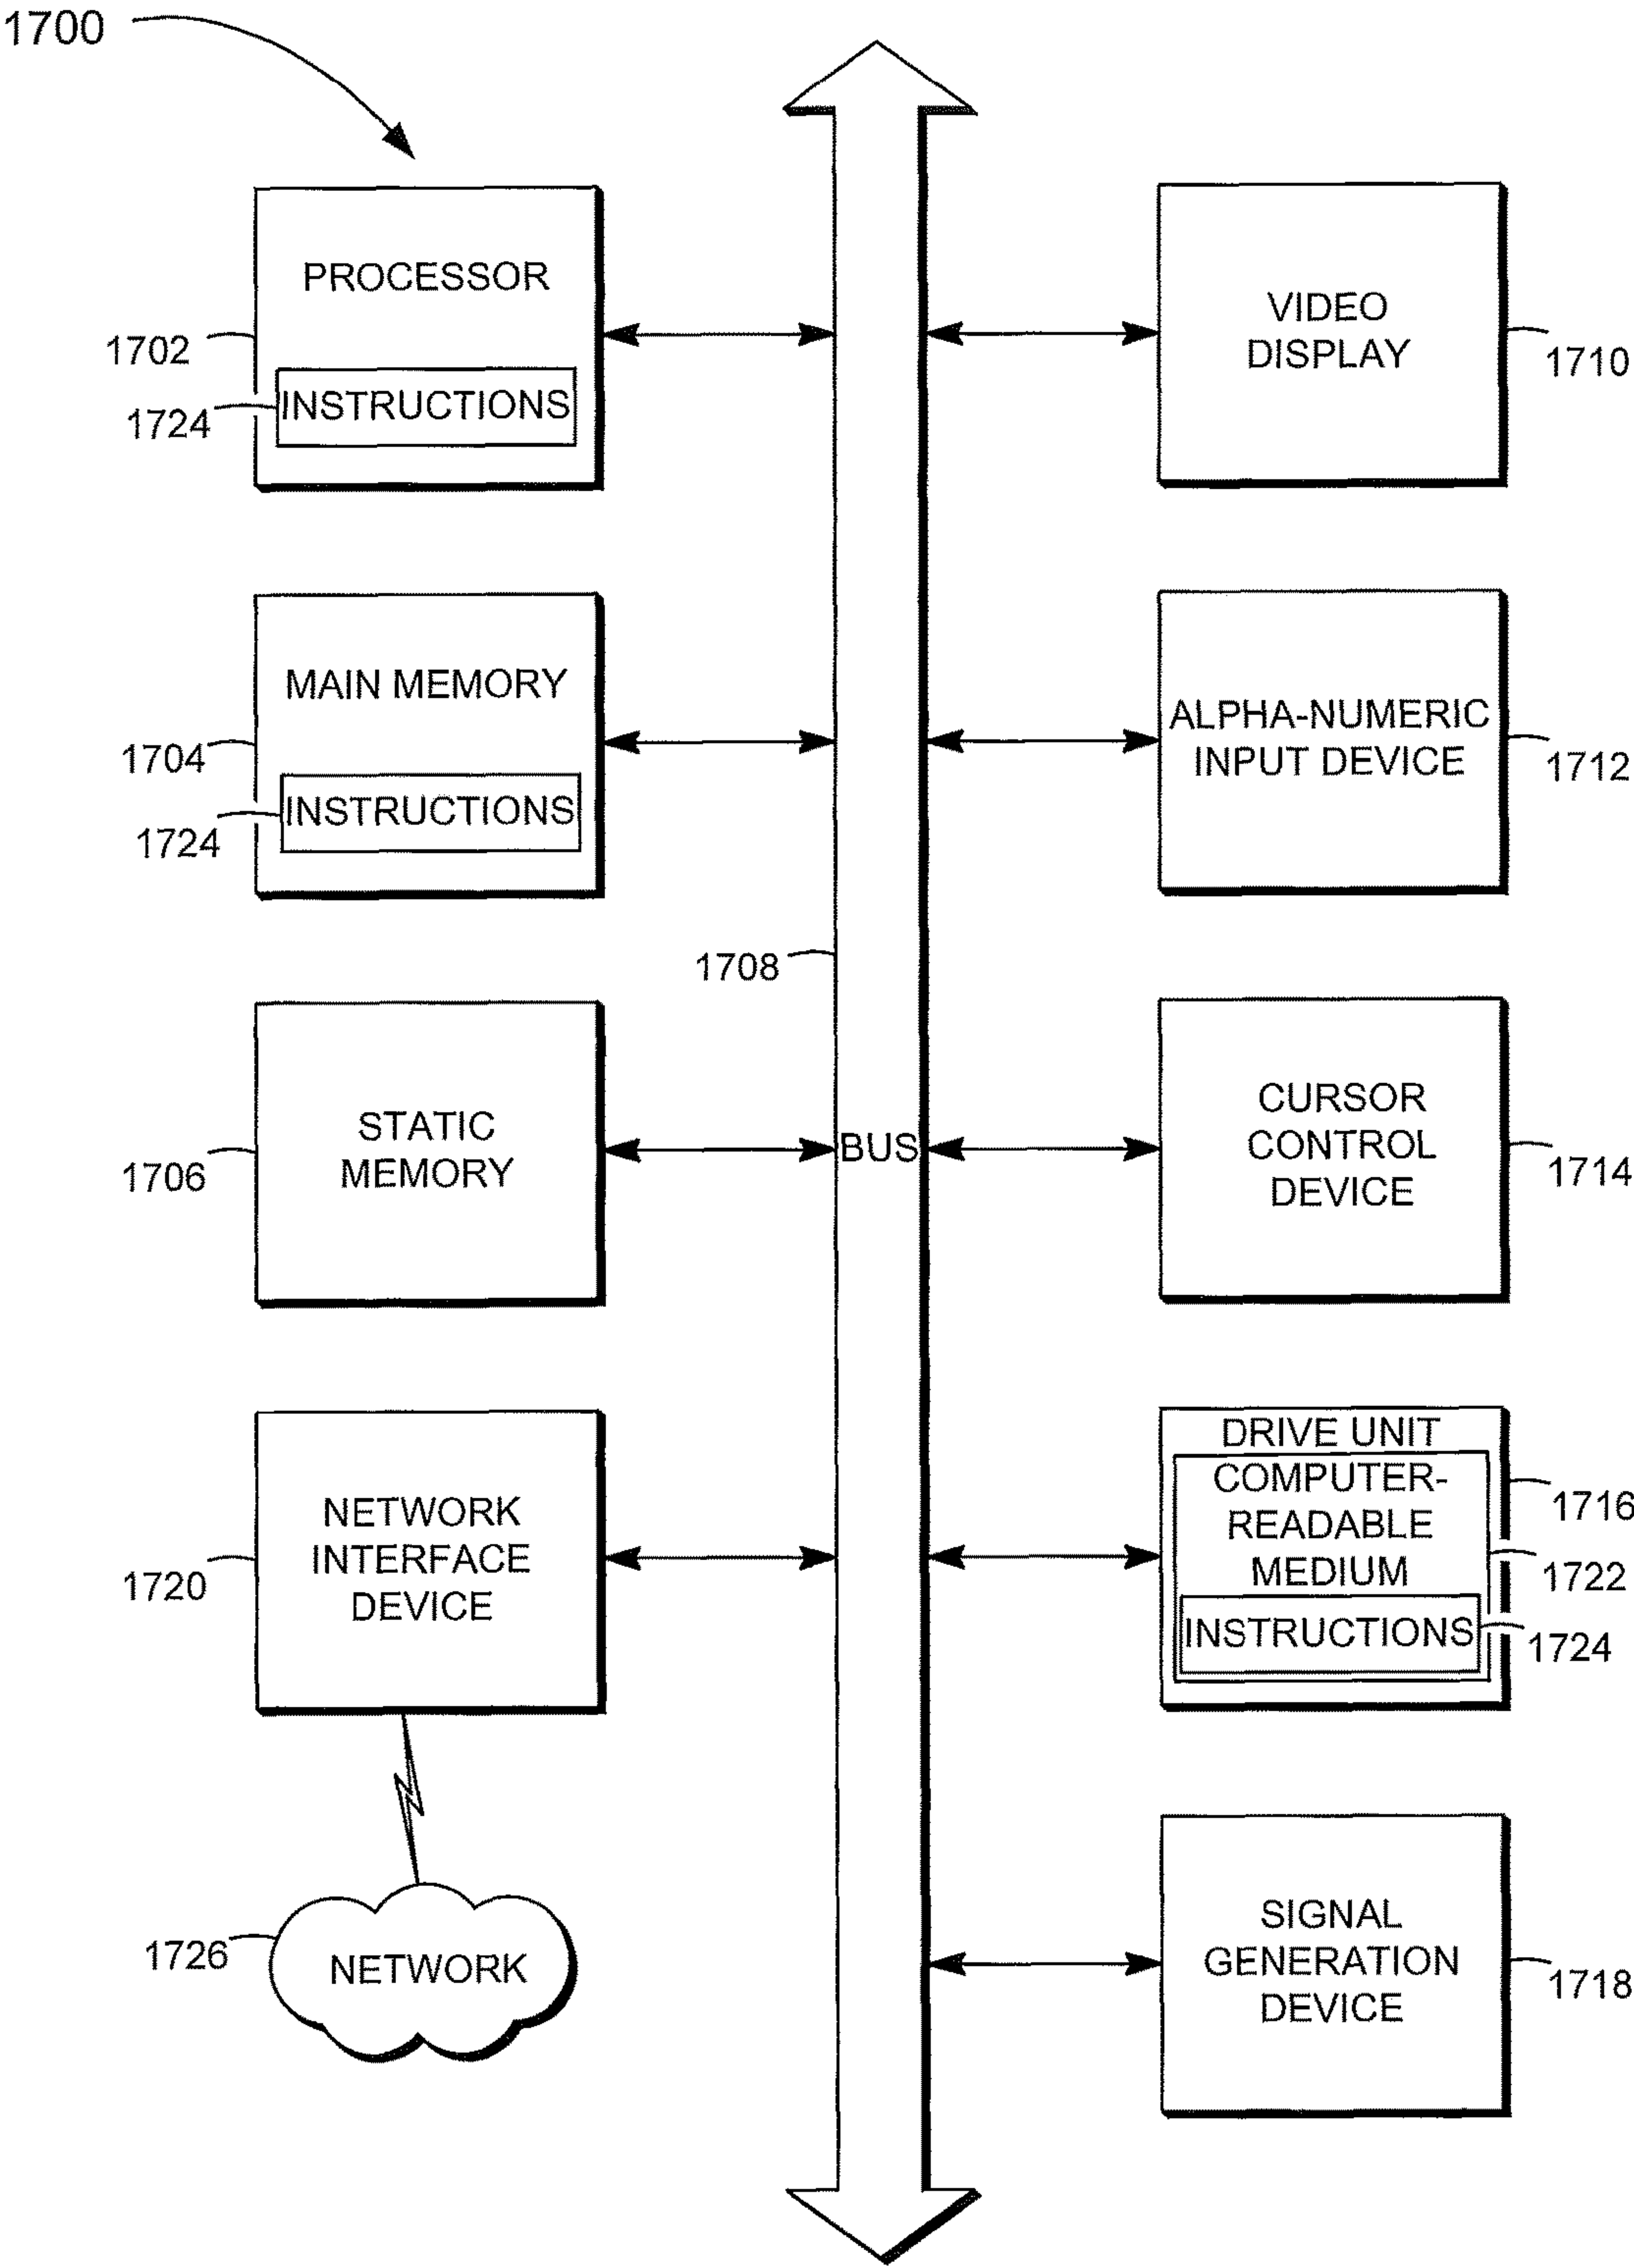 1700
PROCESSOR
1702
INSTRUCTIONS
1724
MAIN MEMORY
1704
INSTRUCTIONS
1724
1708
STATIC
MEMORY
1706
BUS
NETWORK
INTERFACE
DEVICE
1720
NETWORK
1726
VIDEO
DISPLAY
1710
ALPHA-NUMERIC
INPUT DEVICE
1712
CURSOR
CONTROL
DEVICE
1714
DRIVE UNIT
COMPUTER-
READABLE
MEDIUM
1716
1722
INSTRUCTIONS
1724
SIGNAL
GENERATION
DEVICE
1718